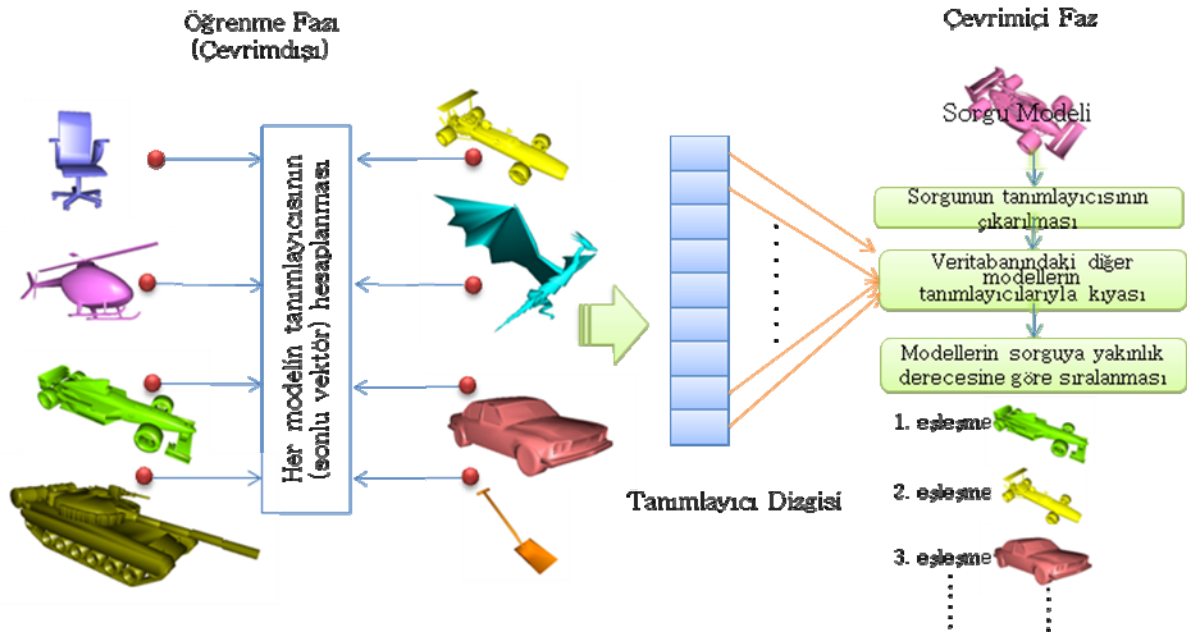 Öğrenme Fazı
(Çevrimdışı)
Her modelin tanımlayıcısının
(sonlu vektör) hesaplanması
Tanımlayıcı Dizgisi
Çevrimiçi Faz
Sorgu Modeli
Sorgunun tanımlayıcısının
çıkarılması
Veritabanındaki diğer
modellerin
tanımlayıcılarıyla kıyası
Modellerin sorguya yakınlık
derecesine göre sıralanması
1. eşleşme
2. eşleşme
3. eşleşme